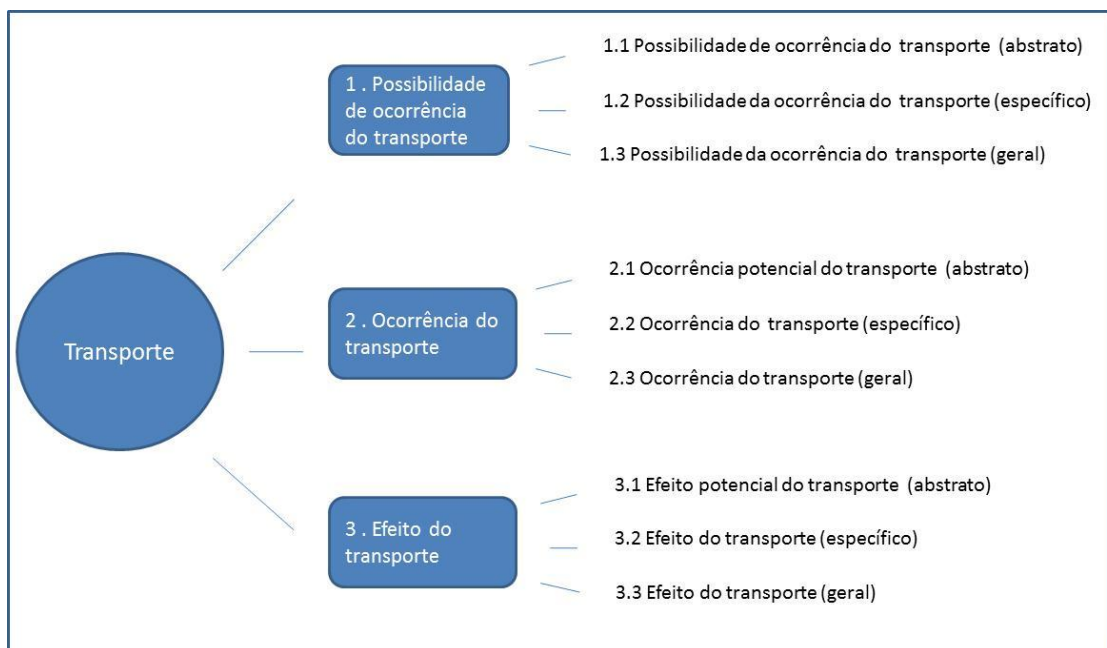 1.1 Possibilidade de ocorrência do transporte (abstrato)
1 . Possibilidade
de ocorrência
do transporte
1.2 Possibilidade da ocorrência do transporte (específico)
1.3 Possibilidade da ocorrência do transporte (geral)
Transporte
2.1 Ocorrência potencial do transporte (abstrato)
2 . Ocorrência do
transporte
2.2 Ocorrência do transporte (específico)
2.3 Ocorrência do transporte (geral)
3.1 Efeito potencial do transporte (abstrato)
3 . Efeito do
transporte
3.2 Efeito do transporte (específico)
3.3 Efeito do transporte (geral)